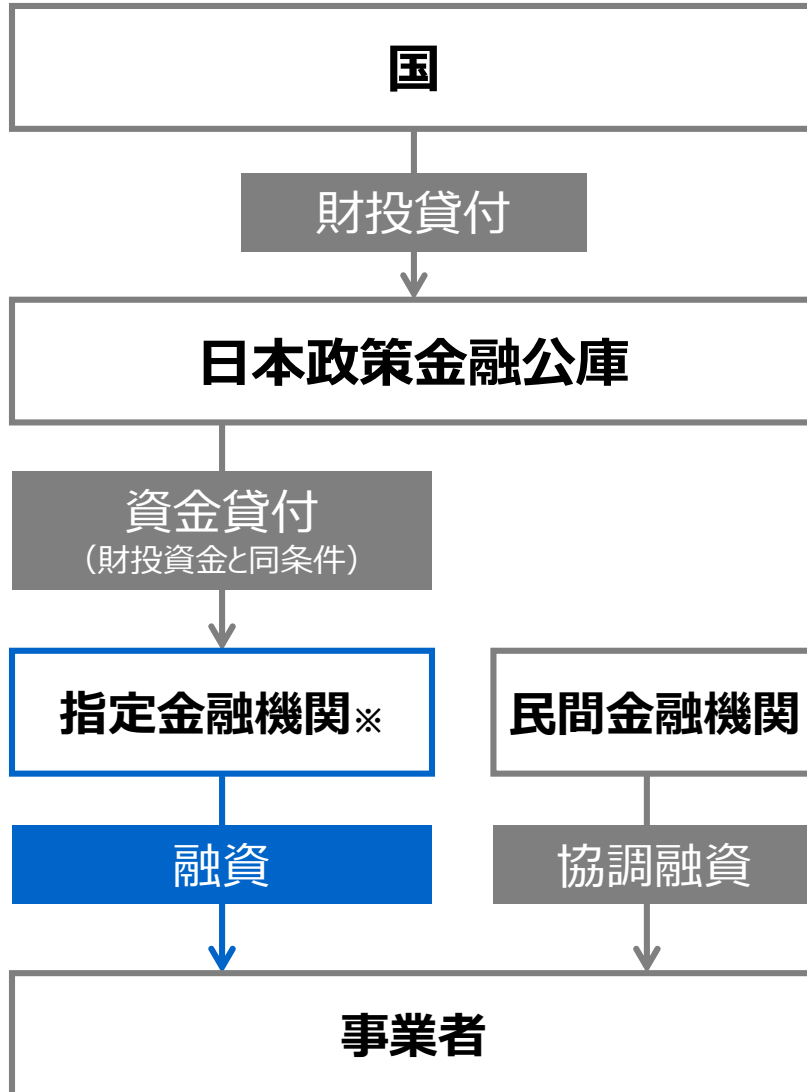 国
財投貸付
日本政策金融公庫
資金貸付
（財投資金と同条件）
指定金融機関※
民間金融機関
融資
協調融資
事業者